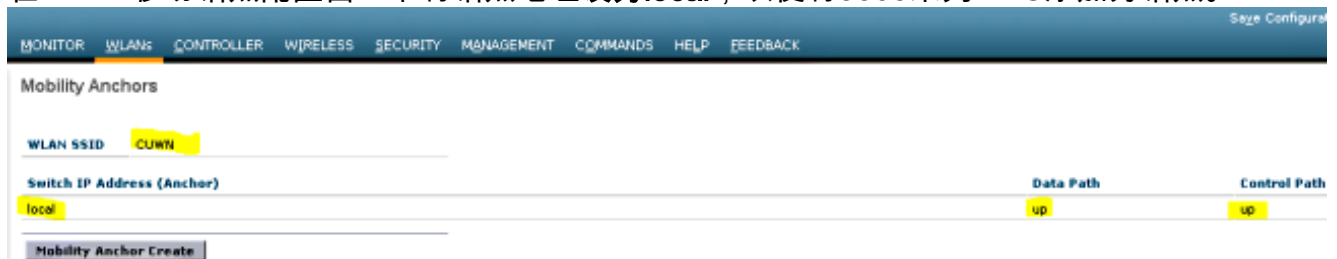 Save Configurat
MONITOR WLANs CONTROLLER WIRELESS SECURITY MANAGEMENT COMMANDS HELP FEEDBACK
Mobility Anchors
WLAN SSID CUWN
Switch IP Address (Anchor) Data Path Control Path
local up up
Mobility Anchor Create